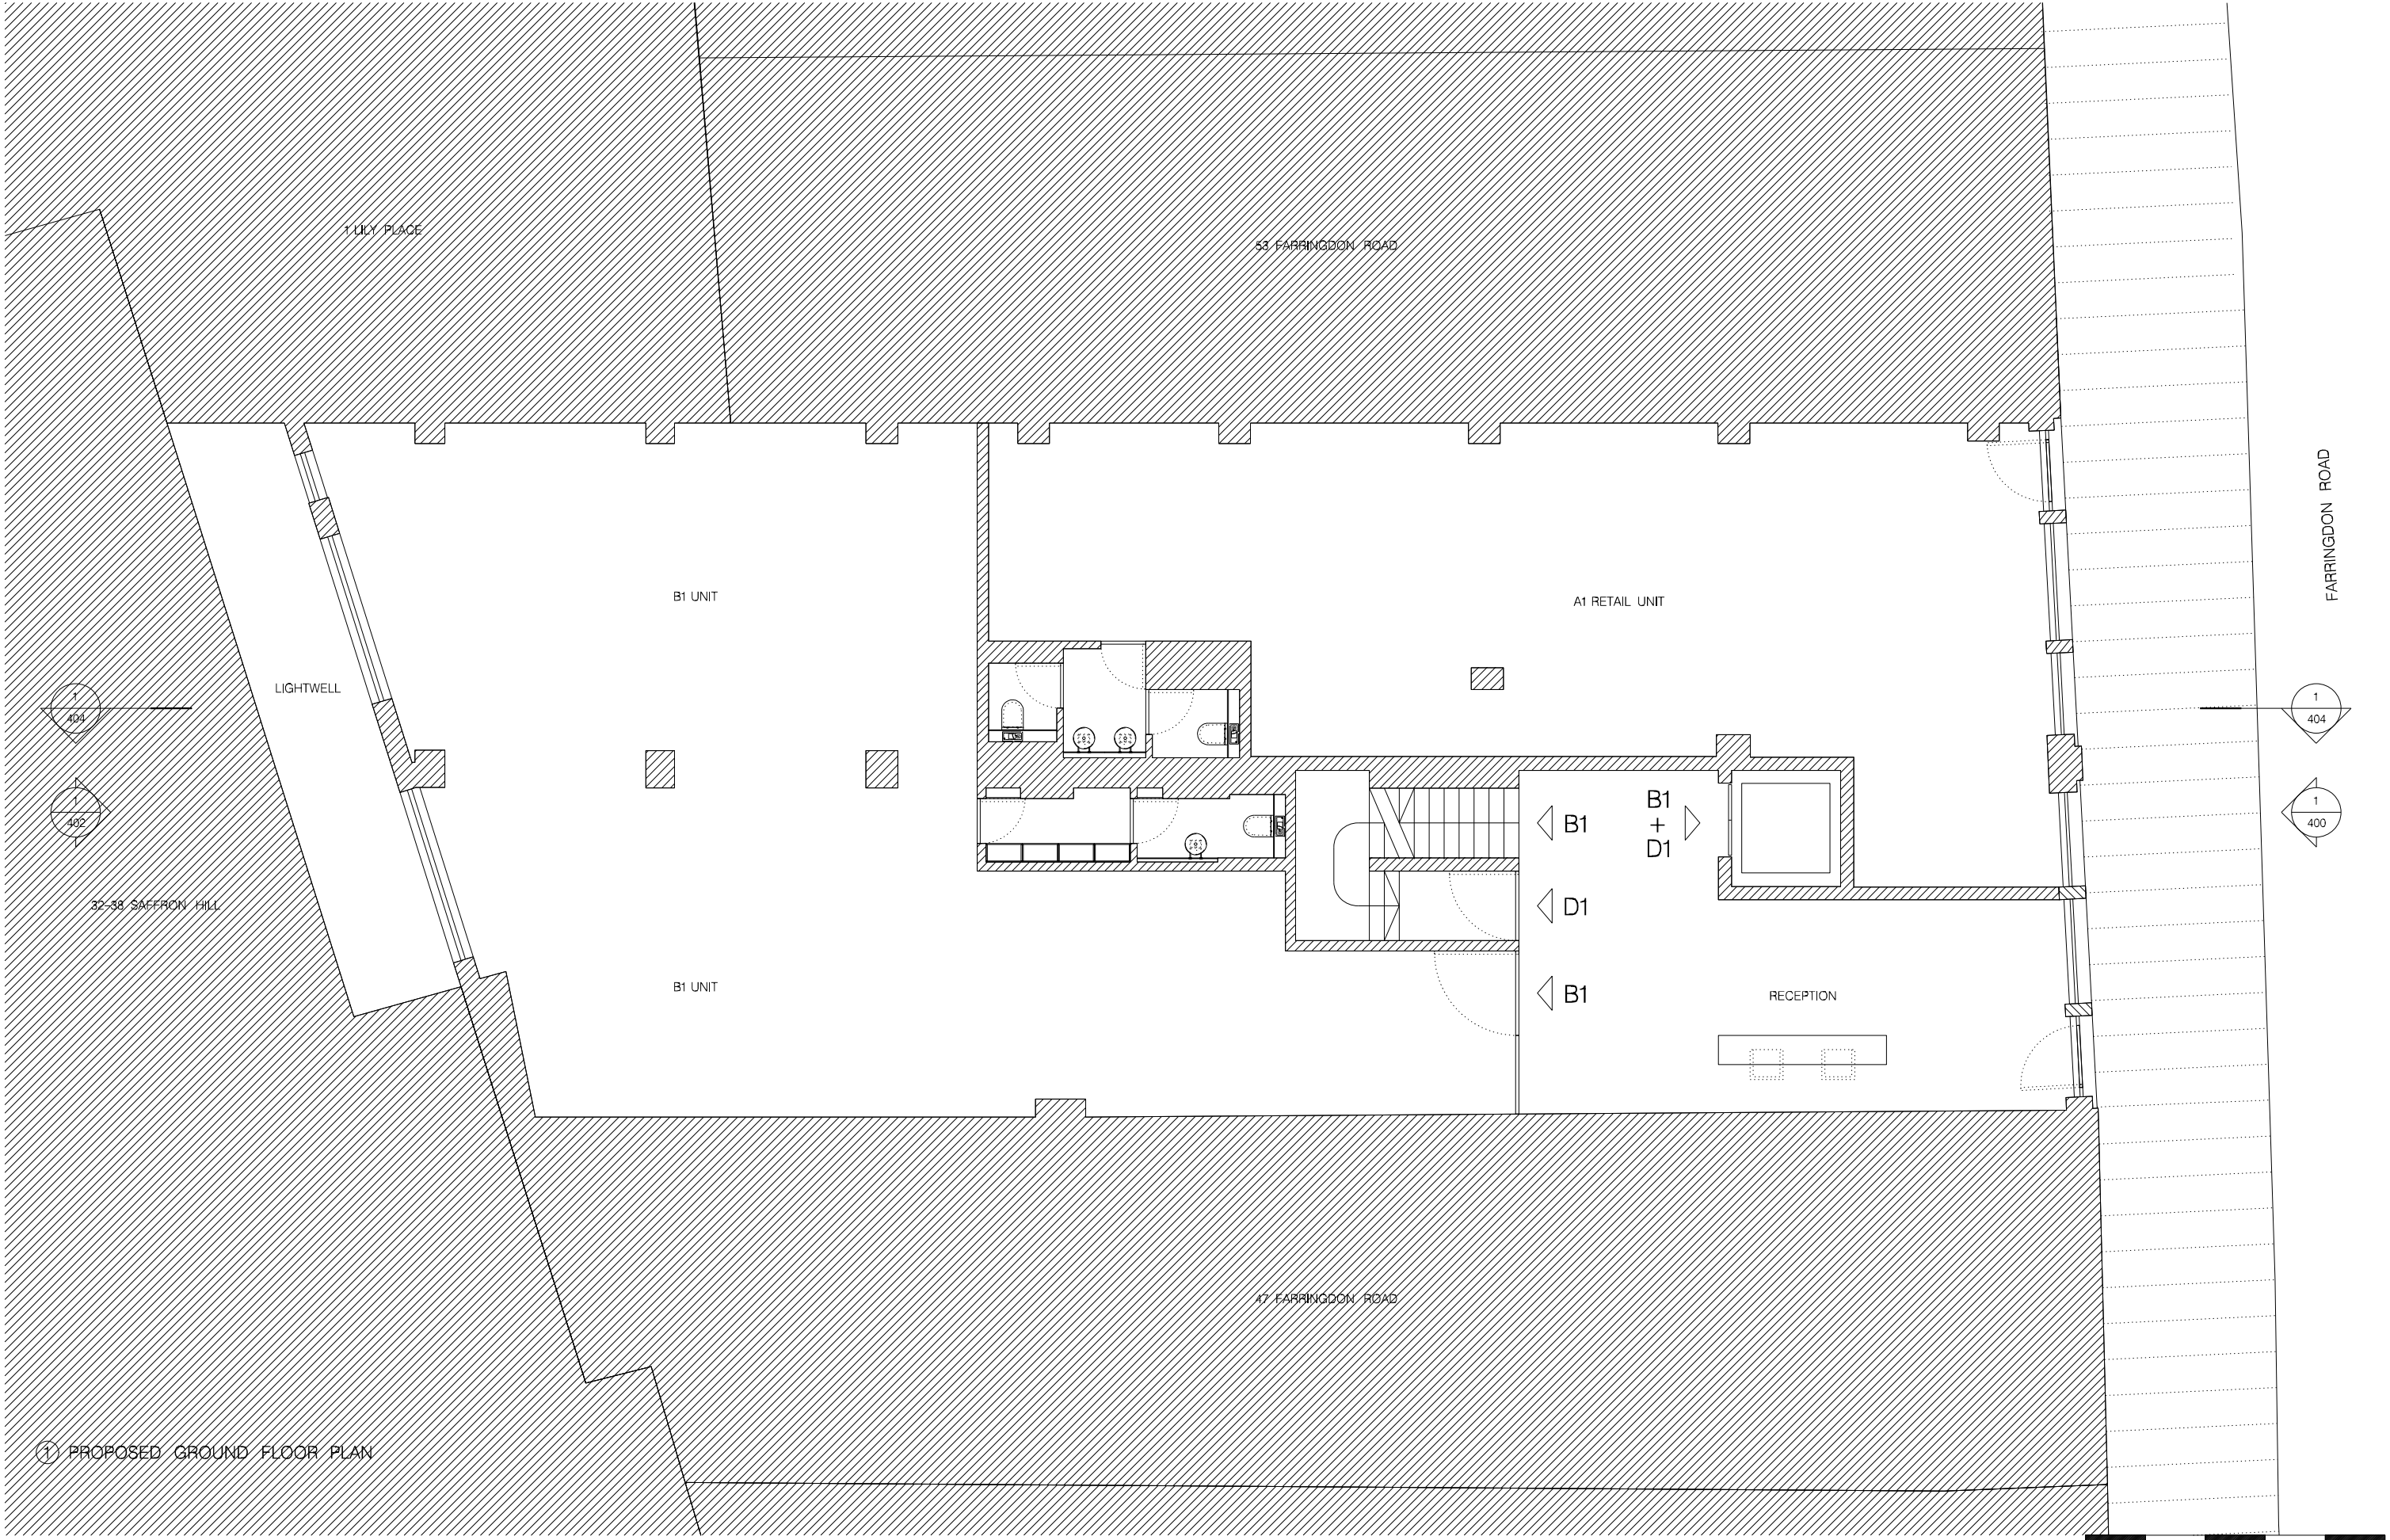 1 LILY PLACE
53 FARRINGDON ROAD
FARRINGDON ROAD
B1 UNIT
A1 RETAIL UNIT
LIGHTWELL
1
404
1
404
1
402
1
400
B1
B1
+
D1
D1
B1
32-38 SAFFRON HILL
B1 UNIT
RECEPTION
47 FARRINGDON ROAD
1 PROPOSED GROUND FLOOR PLAN